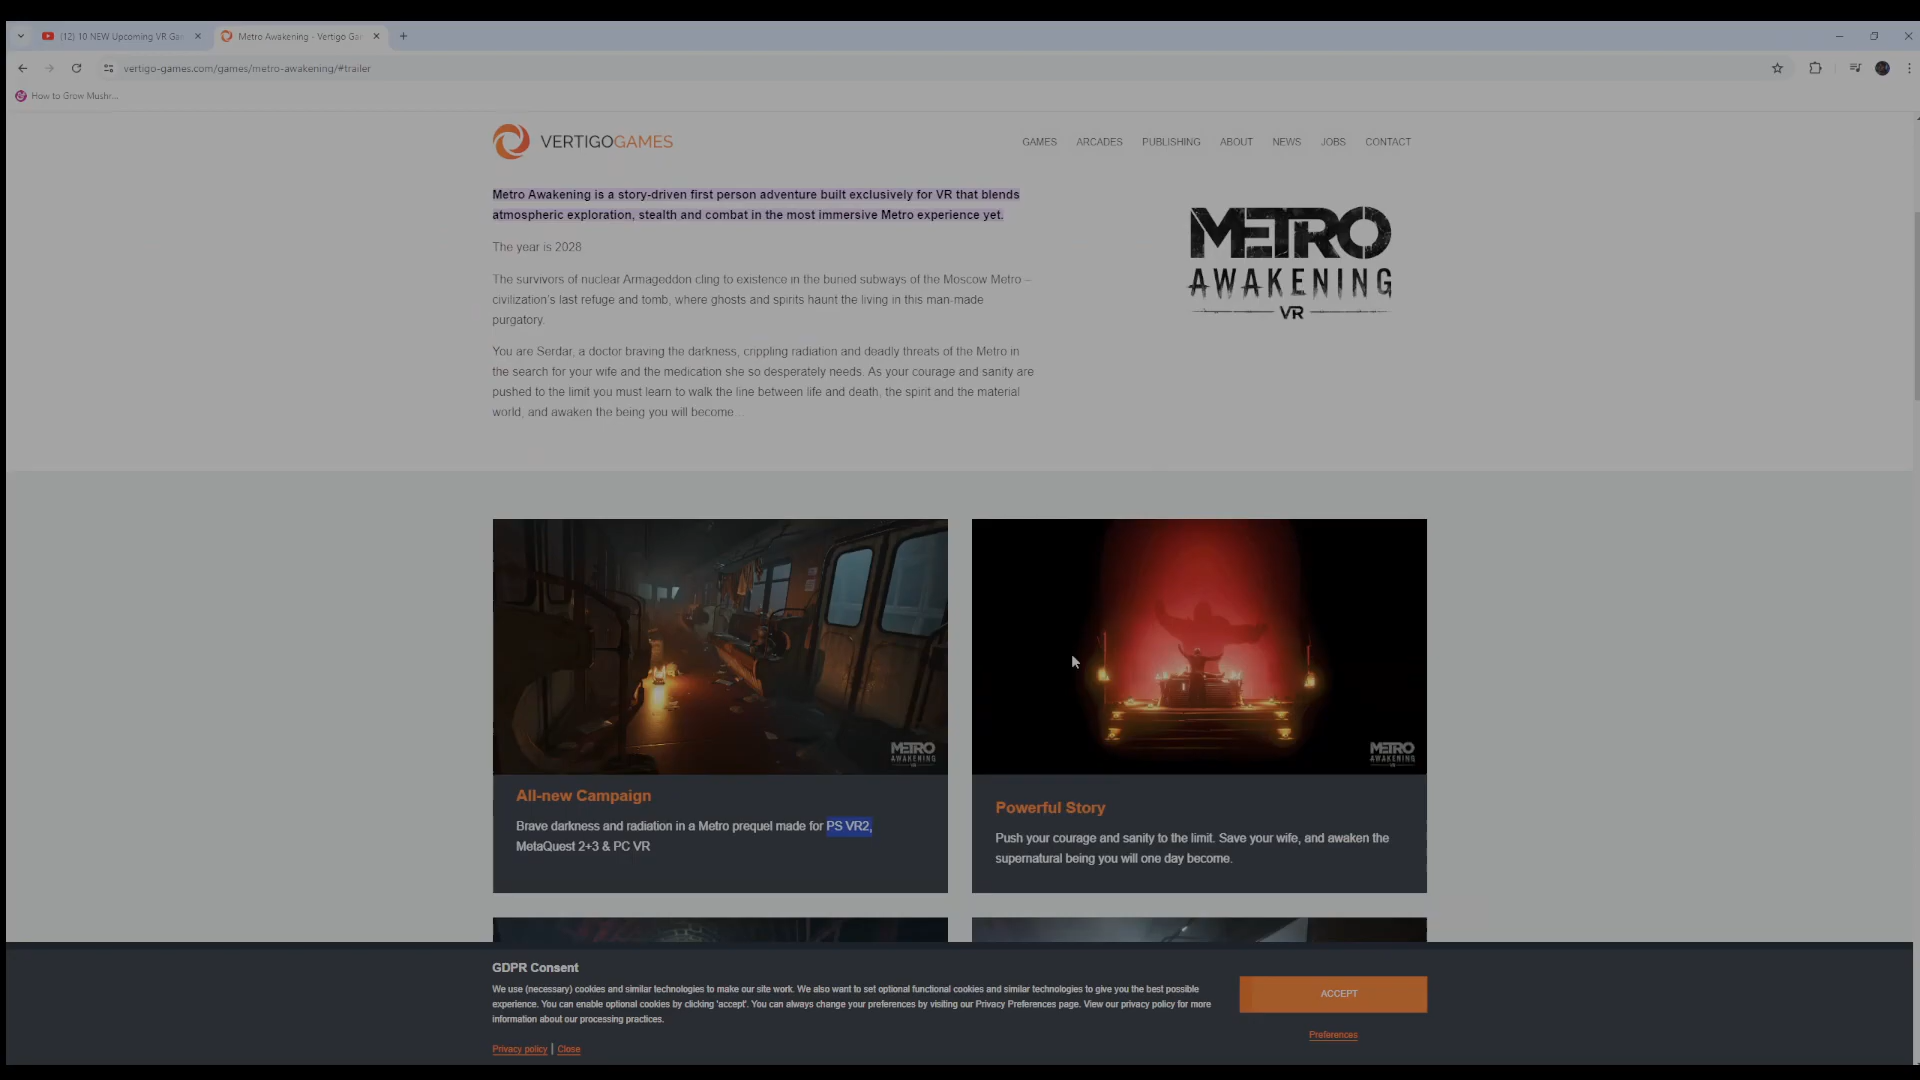 (12) 10 NEW Upcoming VR Ga
Metro Awakening - Vertigo Ga
vertigo-games.com/games/metro-awakening/#trailer
How to Grow Mushr...
VERTIGOGAMES
GAMES ARCADES PUBLISHING ABOUT NEWS JOBS CONTACT
Metro Awakening is a story-driven first person adventure built exclusively for VR that blends
atmospheric exploration, stealth and combat in the most immersive Metro experience yet.
The year is 2028
The survivors of nuclear Armageddon cling to existence in the buried subways of the Moscow Metro –
civilization's last refuge and tomb, where ghosts and spirits haunt the living in this man-made
purgatory.
You are Serdar, a doctor braving the darkness, crippling radiation and deadly threats of the Metro in
the search for your wife and the medication she so desperately needs. As your courage and sanity are
pushed to the limit you must learn to walk the line between life and death, the spirit and the material
world, and awaken the being you will become...
METRO
AWAKENING
VR
METRO
AWAKENING
All-new Campaign
Brave darkness and radiation in a Metro prequel made for PS VR2,
MetaQuest 2+3 & PC VR
METRO
AWAKENING
Powerful Story
Push your courage and sanity to the limit. Save your wife, and awaken the
supernatural being you will one day become.
GDPR Consent
We use (necessary) cookies and similar technologies to make our site work. We also want to set optional functional cookies and similar technologies to give you the best possible
experience. You can enable optional cookies by clicking 'accept'. You can always change your preferences by visiting our Privacy Preferences page. View our privacy policy for more
information about our processing practices.
Privacy policy | Close
ACCEPT
Preferences